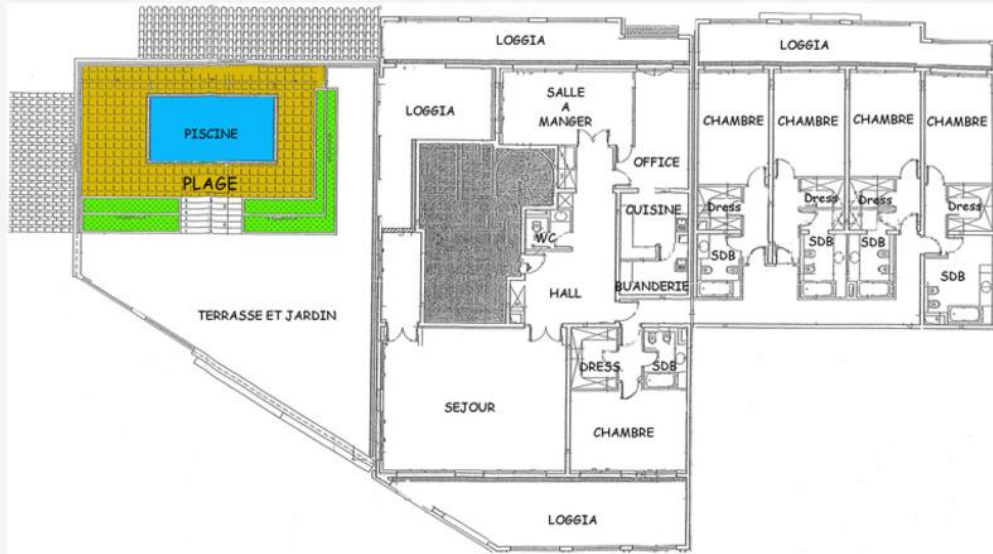 LOGGIA
LOGGIA
SALLE
A
MANGER
LOGGIA
PISCINE
CHAMBRE
CHAMBRE
CHAMBRE
CHAMBRE
OFFICE
PLAGE
CUISINE
Dress
Dress
Dress
Dress
WC
SDB
SDB
SDB
SDB
BUANDERIE
HALL
TERRASSE ET JARDIN
DRESS.
SDB
SEJOUR
CHAMBRE
LOGGIA